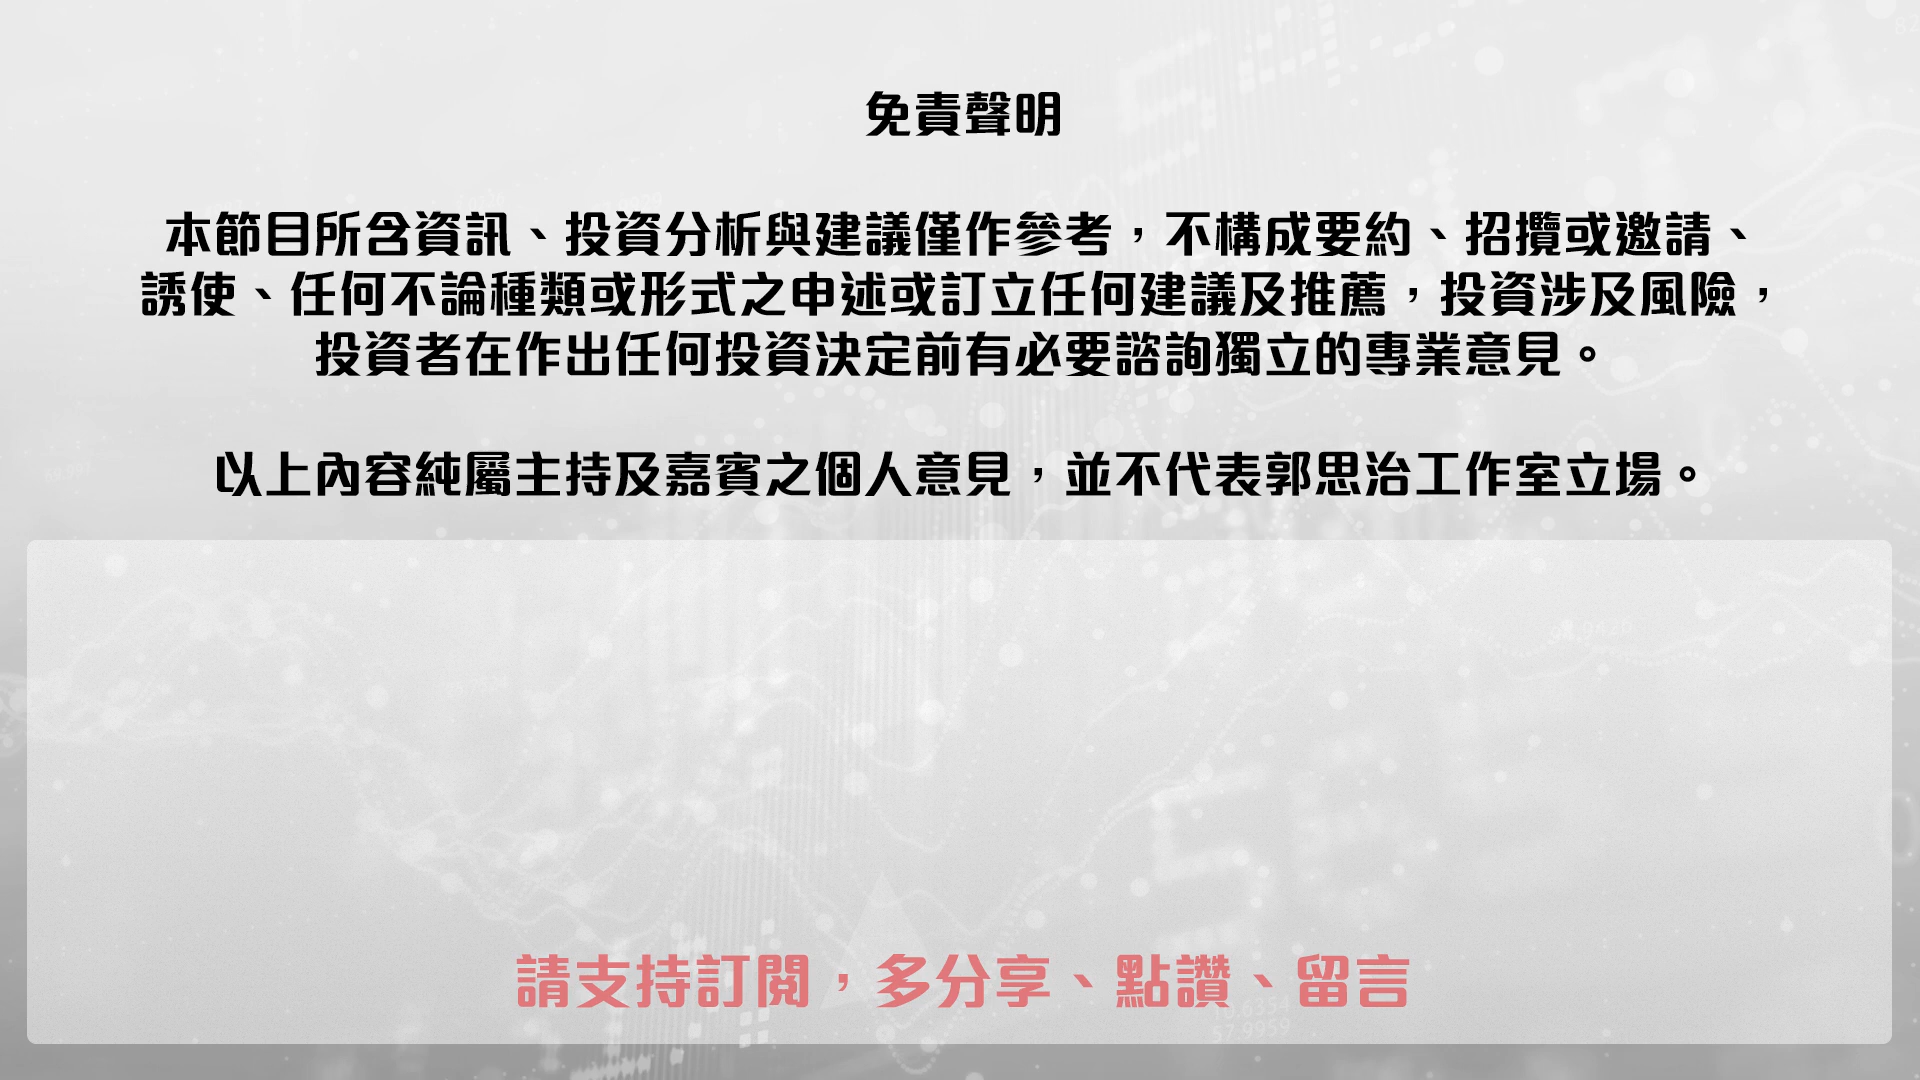 免責聲明
本節目所含資訊、投資分析與建議僅作參考，不構成要約、招攬或邀請、
誘使、任何不論種類或形式之申述或訂立任何建議及推薦，投資涉及風險，
投資者在作出任何投資決定前有必要諮詢獨立的專業意見。
以上內容純屬主持及嘉賓之個人意見，並不代表郭思治工作室立場。
請支持訂閱，多分享、點讚、留言
57.9959